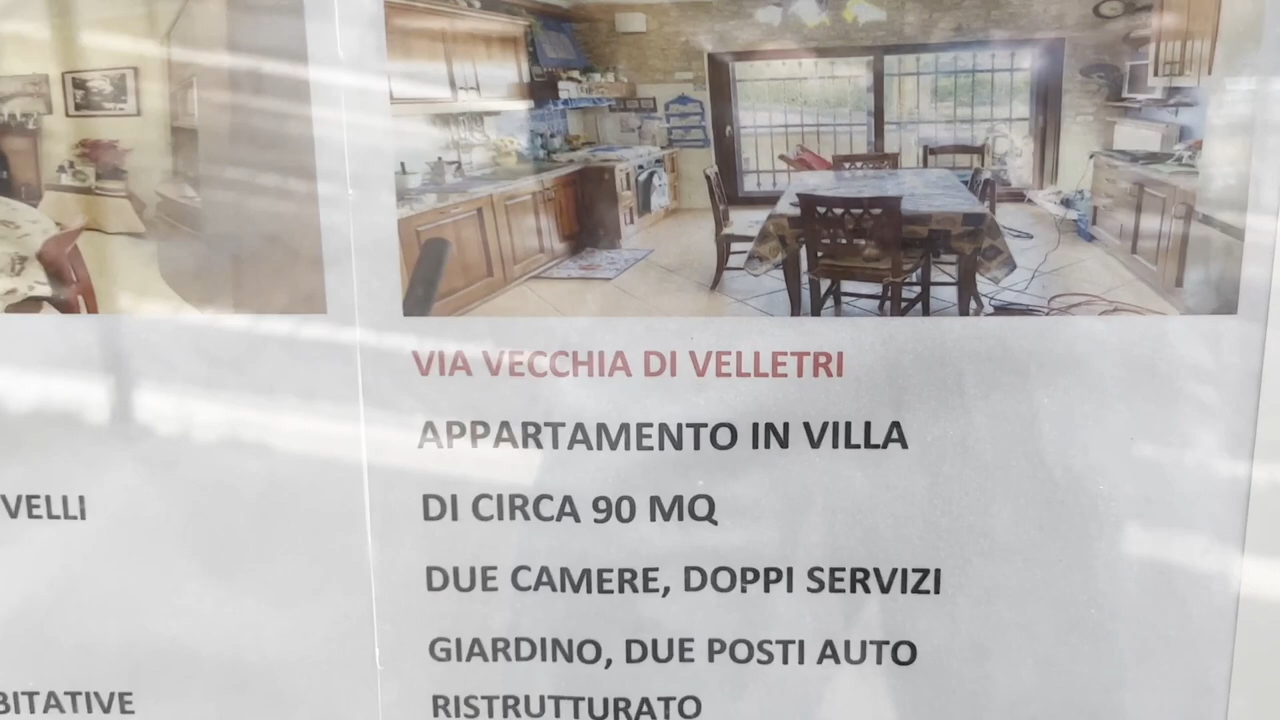 VIA VECCHIA DI VELLETRI
APPARTAMENTO IN VILLA
DI CIRCA 90 MQ
DUE CAMERE, DOPPI SERVIZI
GIARDINO, DUE POSTI AUTO
RISTRUTTURATO
VELLI
BITATIVE